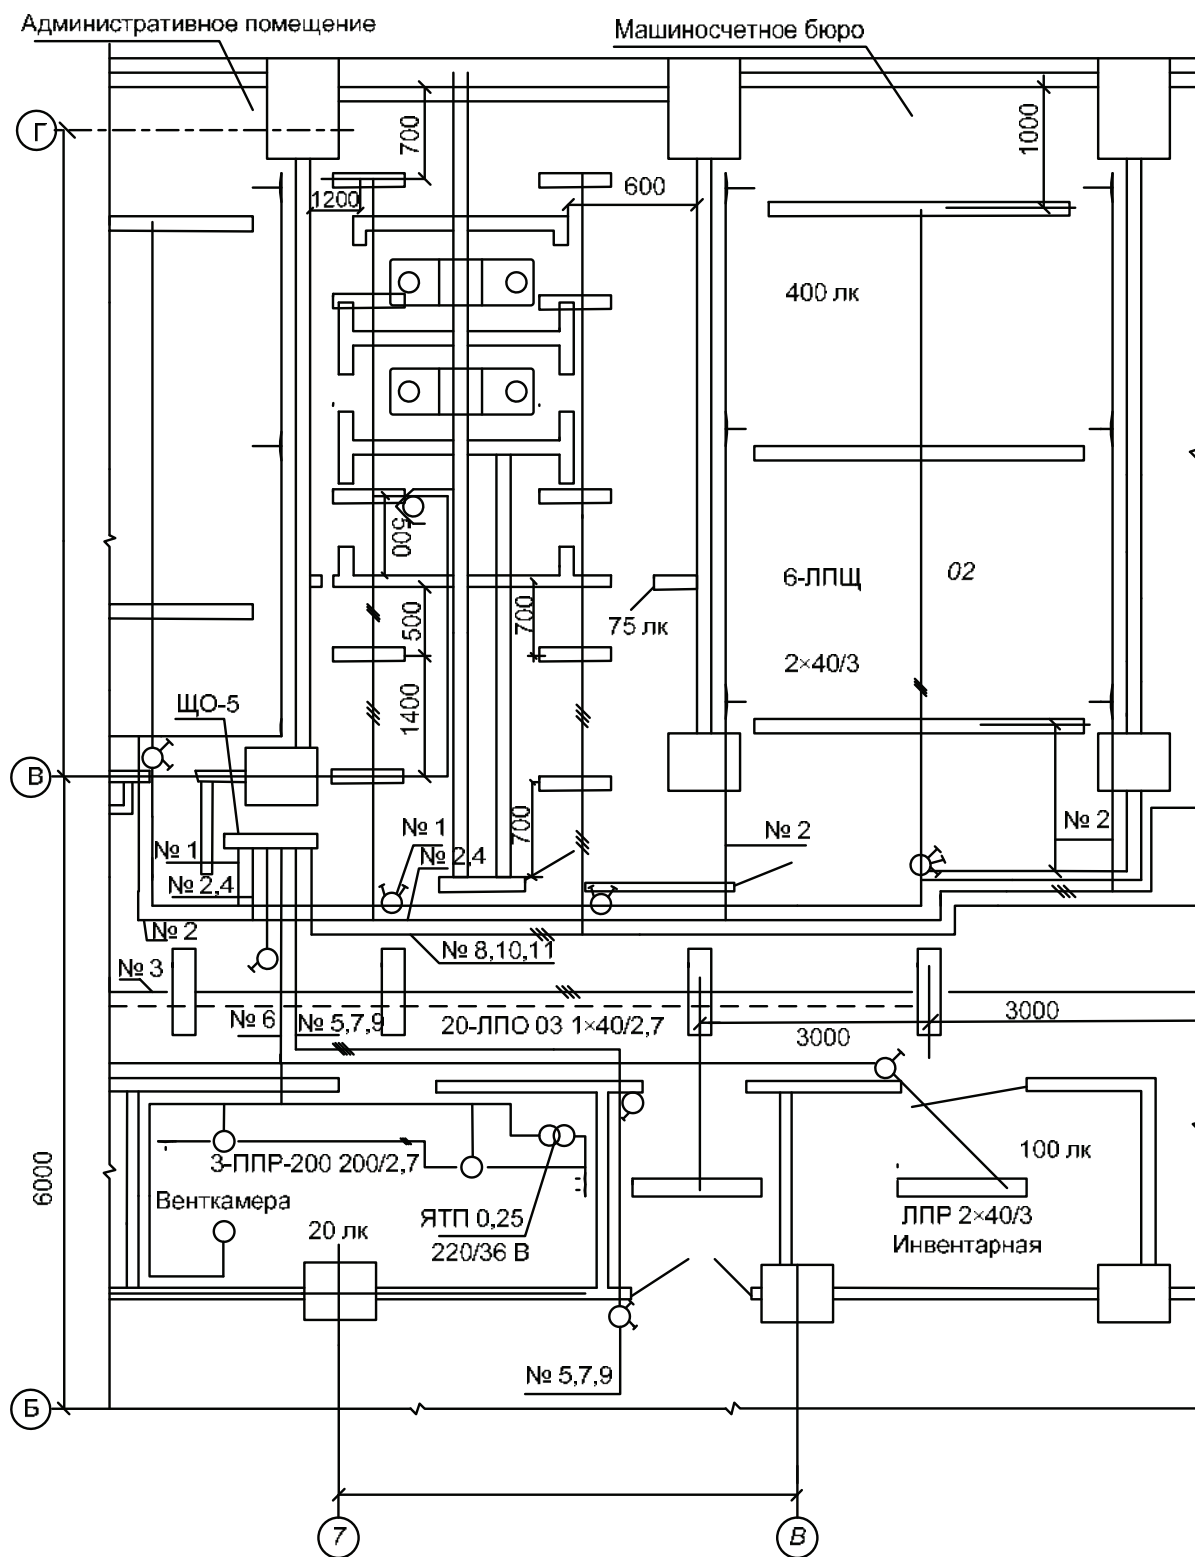 Административное помещение
Машиносчетное бюро
Г
700
1000
1200
600
400 лк
500
6-ЛПЩ
02
500
700
75 лк
2×40/3
ЩО-5
1400
В
700
№ 1
№ 2
№ 2
№ 1
№ 2,4
№ 2,4
№ 2
№ 8,10,11
№ 3
№ 6
№ 5,7,9
20-ЛПО 03 1×40/2,7
3000
3000
6000
3-ППР-200 200/2,7
100 лк
Венткамера
ЯТП 0,25
220/36 В
20 лк
ЛПР 2×40/3
Инвентарная
№ 5,7,9
Б
7
В